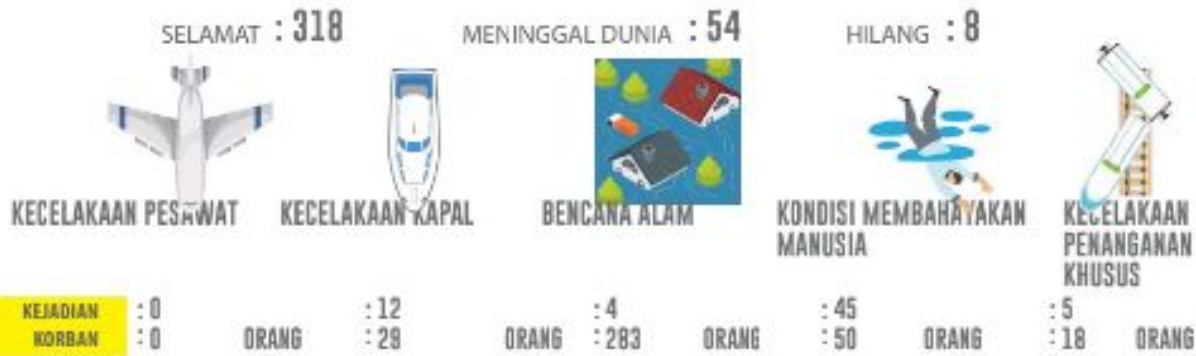 SELAMAT : 318 MENINGGAL DUNIA : 54 HILANG : 8
KECELAKAAN PESAWAT KECELAKAAN KAPAL BENCANA ALAM KONDISI MEMBAHAYAKAN MANUSIA KECELAKAAN PENANGANAN KHUSUS
KEJADIAN : 0 : 12 : 4 : 45 : 5
KORBAN : 0 ORANG : 29 ORANG : 283 ORANG : 50 ORANG : 18 ORANG